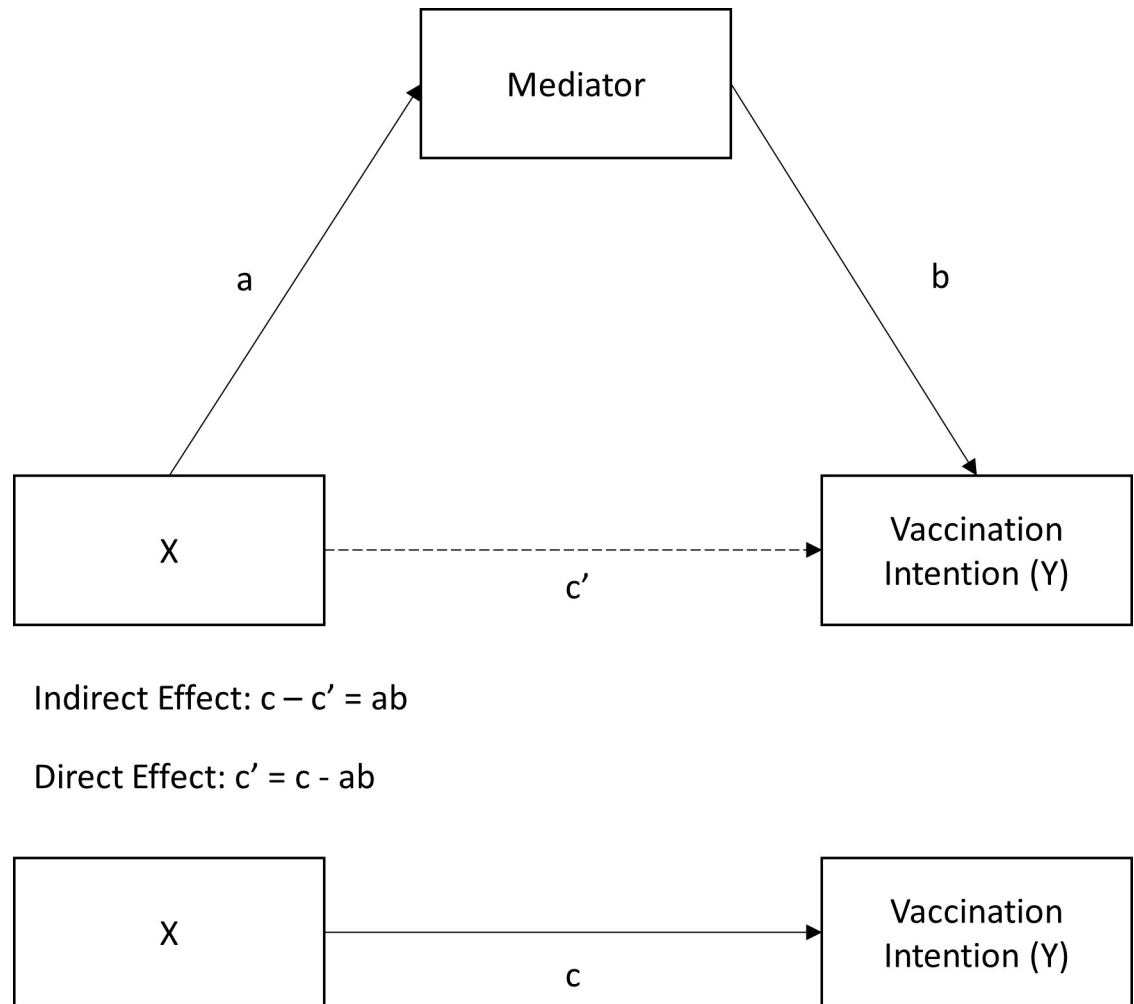 Mediator
a
b
X
Vaccination
Intention (Y)
c’
Indirect Effect: c – c’ = ab
Direct Effect: c’ = c - ab
X
Vaccination
Intention (Y)
c